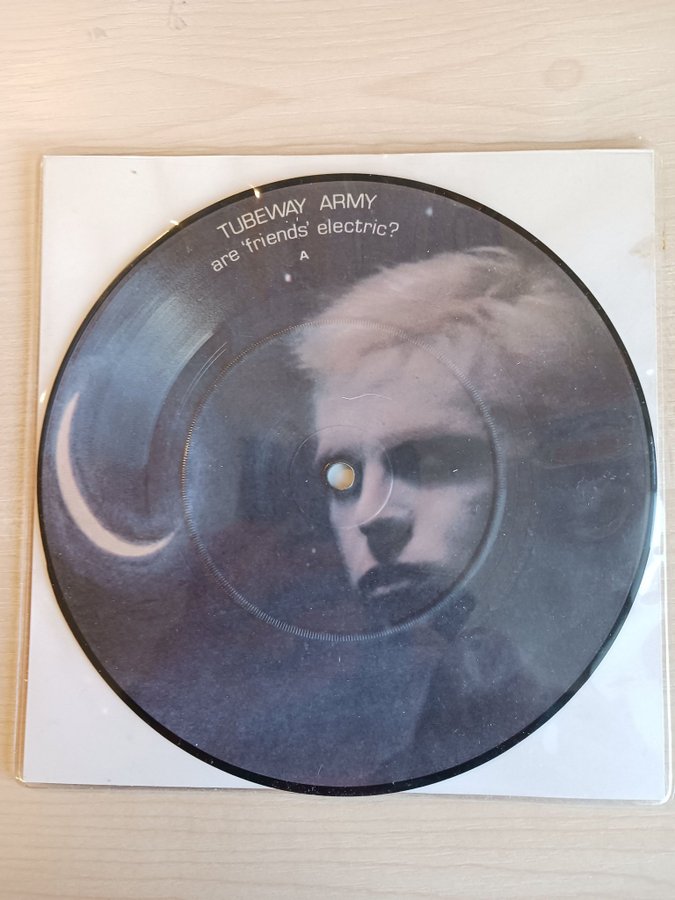 TUBEWAY ARMY
are 'friends' electric?
A